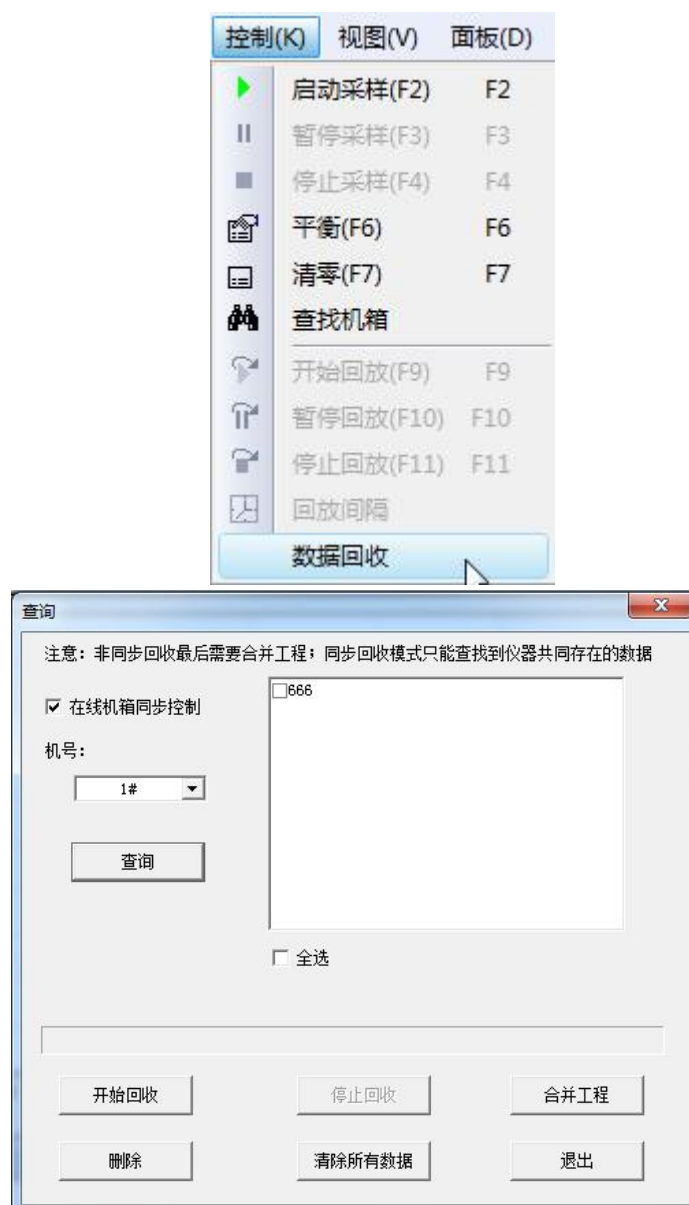 控制(K) 视图(V) 面板(D)
启动采样(F2) F2
暂停采样(F3) F3
停止采样(F4) F4
平衡(F6) F6
清零(F7) F7
查找机箱
开始回放(F9) F9
暂停回放(F10) F10
停止回放(F11) F11
回放间隔
数据回收
查询
注意：非同步回收最后需要合并工程；同步回收模式只能查找到仪器共同存在的数据
在线机箱同步控制
666
机号：
1#
查询
全选
开始回收 停止回收 合并工程
删除 清除所有数据 退出